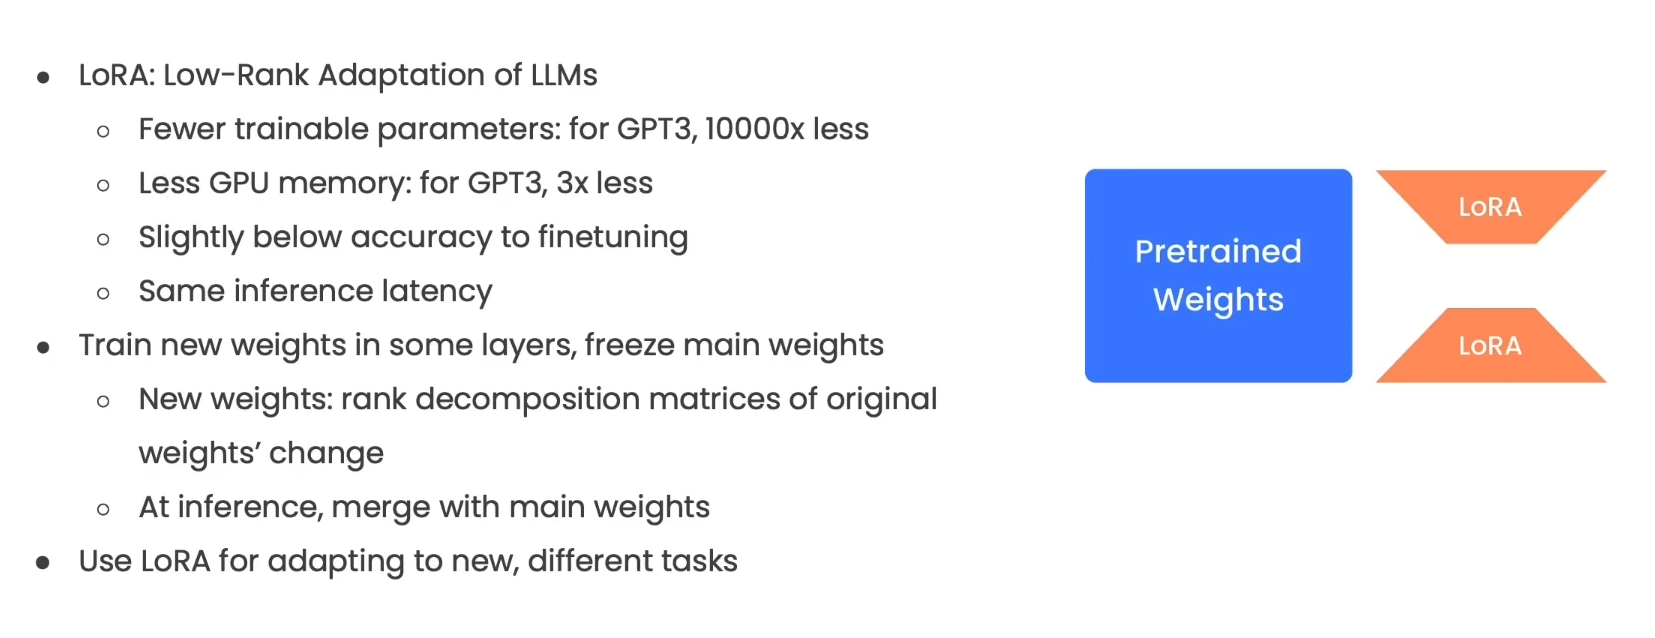 ● LoRA: Low-Rank Adaptation of LLMs
○ Fewer trainable parameters: for GPT3, 10000x less
○ Less GPU memory: for GPT3, 3x less
○ Slightly below accuracy to finetuning
○ Same inference latency
● Train new weights in some layers, freeze main weights
○ New weights: rank decomposition matrices of original
weights’ change
○ At inference, merge with main weights
● Use LoRA for adapting to new, different tasks
Pretrained
Weights
LoRA
LoRA